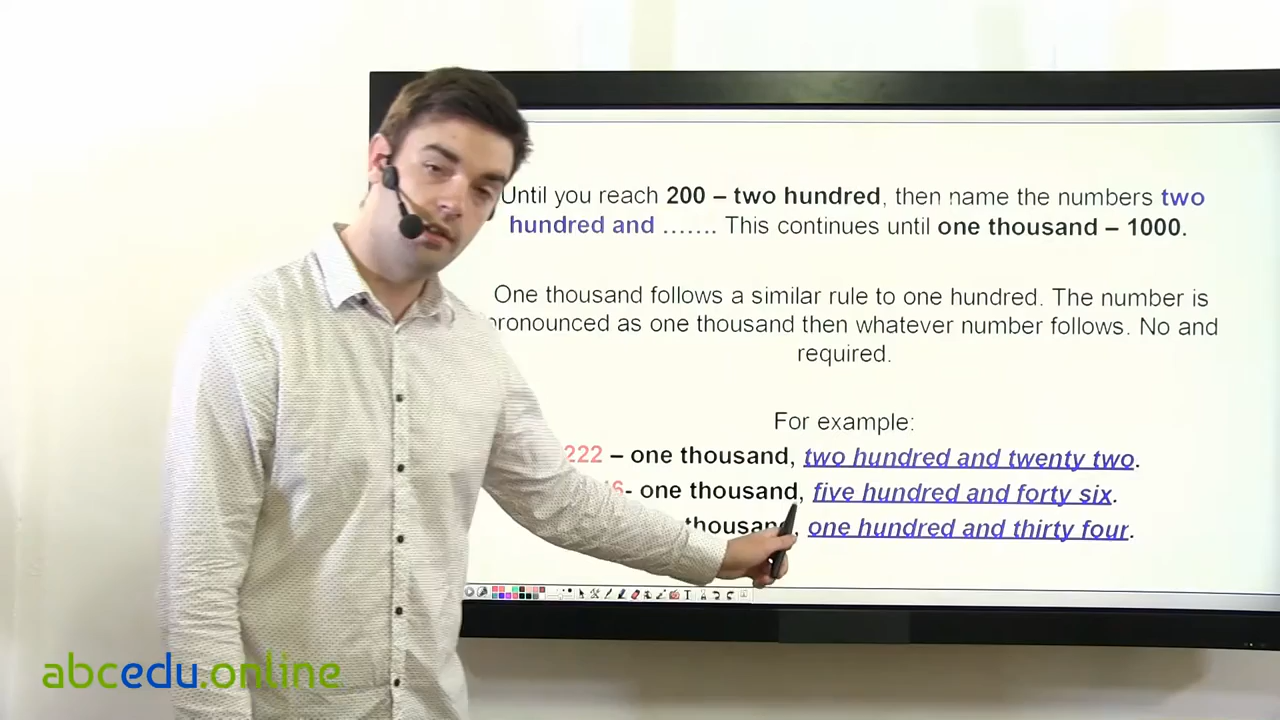 Until you reach 200 – two hundred, then name the numbers two
hundred and ……. This continues until one thousand – 1000.
One thousand follows a similar rule to one hundred. The number is
pronounced as one thousand then whatever number follows. No and
required.
For example:
222 – one thousand, two hundred and twenty two.
6- one thousand, five hundred and forty six.
thousand, one hundred and thirty four.
abcedu.online